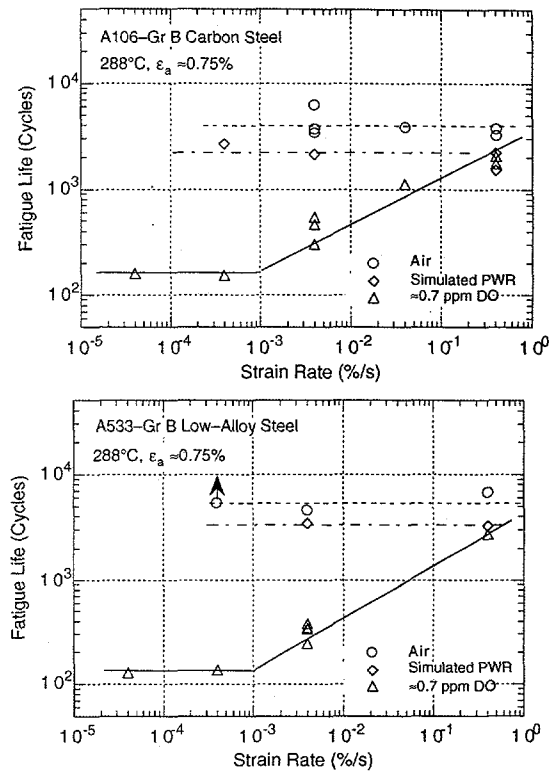 A106–Gr B Carbon Steel
288°C, εa ≈0.75%
Fatigue Life (Cycles)
10^4
10^3
10^2
Air
Simulated PWR
≈0.7 ppm DO
10^-5 10^-4 10^-3 10^-2 10^-1 10^0
Strain Rate (%/s)
A533–Gr B Low–Alloy Steel
288°C, εa ≈0.75%
Fatigue Life (Cycles)
10^4
10^3
10^2
Air
Simulated PWR
≈0.7 ppm DO
10^-5 10^-4 10^-3 10^-2 10^-1 10^0
Strain Rate (%/s)